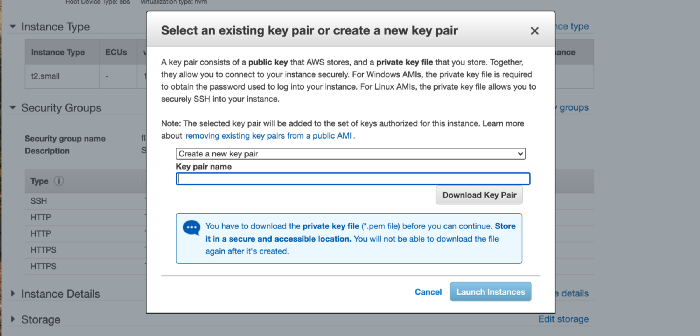 Root Device Type: ebs Virtualization type: hvm
Instance Type
ce type
Instance Type ECUs
ance
t2.small -
Security Groups
y groups
Security group name
Description
Type
SSH
HTTP
HTTP
HTTPS
HTTPS
Instance Details
e details
Storage
Edit storage
Select an existing key pair or create a new key pair
A key pair consists of a public key that AWS stores, and a private key file that you store. Together,
they allow you to connect to your instance securely. For Windows AMIs, the private key file is required
to obtain the password used to log into your instance. For Linux AMIs, the private key file allows you to
securely SSH into your instance.
Note: The selected key pair will be added to the set of keys authorized for this instance. Learn more
about removing existing key pairs from a public AMI.
Create a new key pair
Key pair name
Download Key Pair
You have to download the private key file (*.pem file) before you can continue. Store
it in a secure and accessible location. You will not be able to download the file
again after it's created.
Cancel Launch Instances